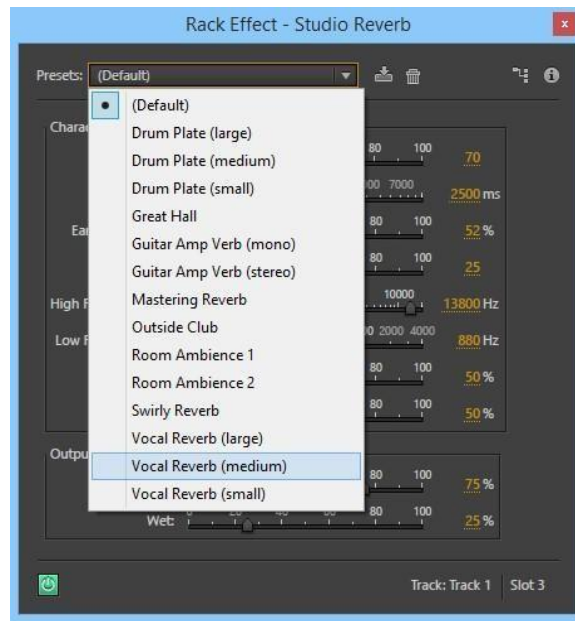 Rack Effect - Studio Reverb
x
Presets: (Default)
(Default)
Drum Plate (large)
Drum Plate (medium)
Drum Plate (small)
Great Hall
Guitar Amp Verb (mono)
Guitar Amp Verb (stereo)
Mastering Reverb
Outside Club
Room Ambience 1
Room Ambience 2
Swirly Reverb
Vocal Reverb (large)
Vocal Reverb (medium)
Vocal Reverb (small)
80 100 70
7000 2500 ms
80 100 52 %
80 100 25
High 10000 13800 Hz
Low 2000 4000 880 Hz
80 100 50 %
80 100 50 %
80 100 75 %
Wet: 0 80 100 25 %
Track: Track 1 Slot 3